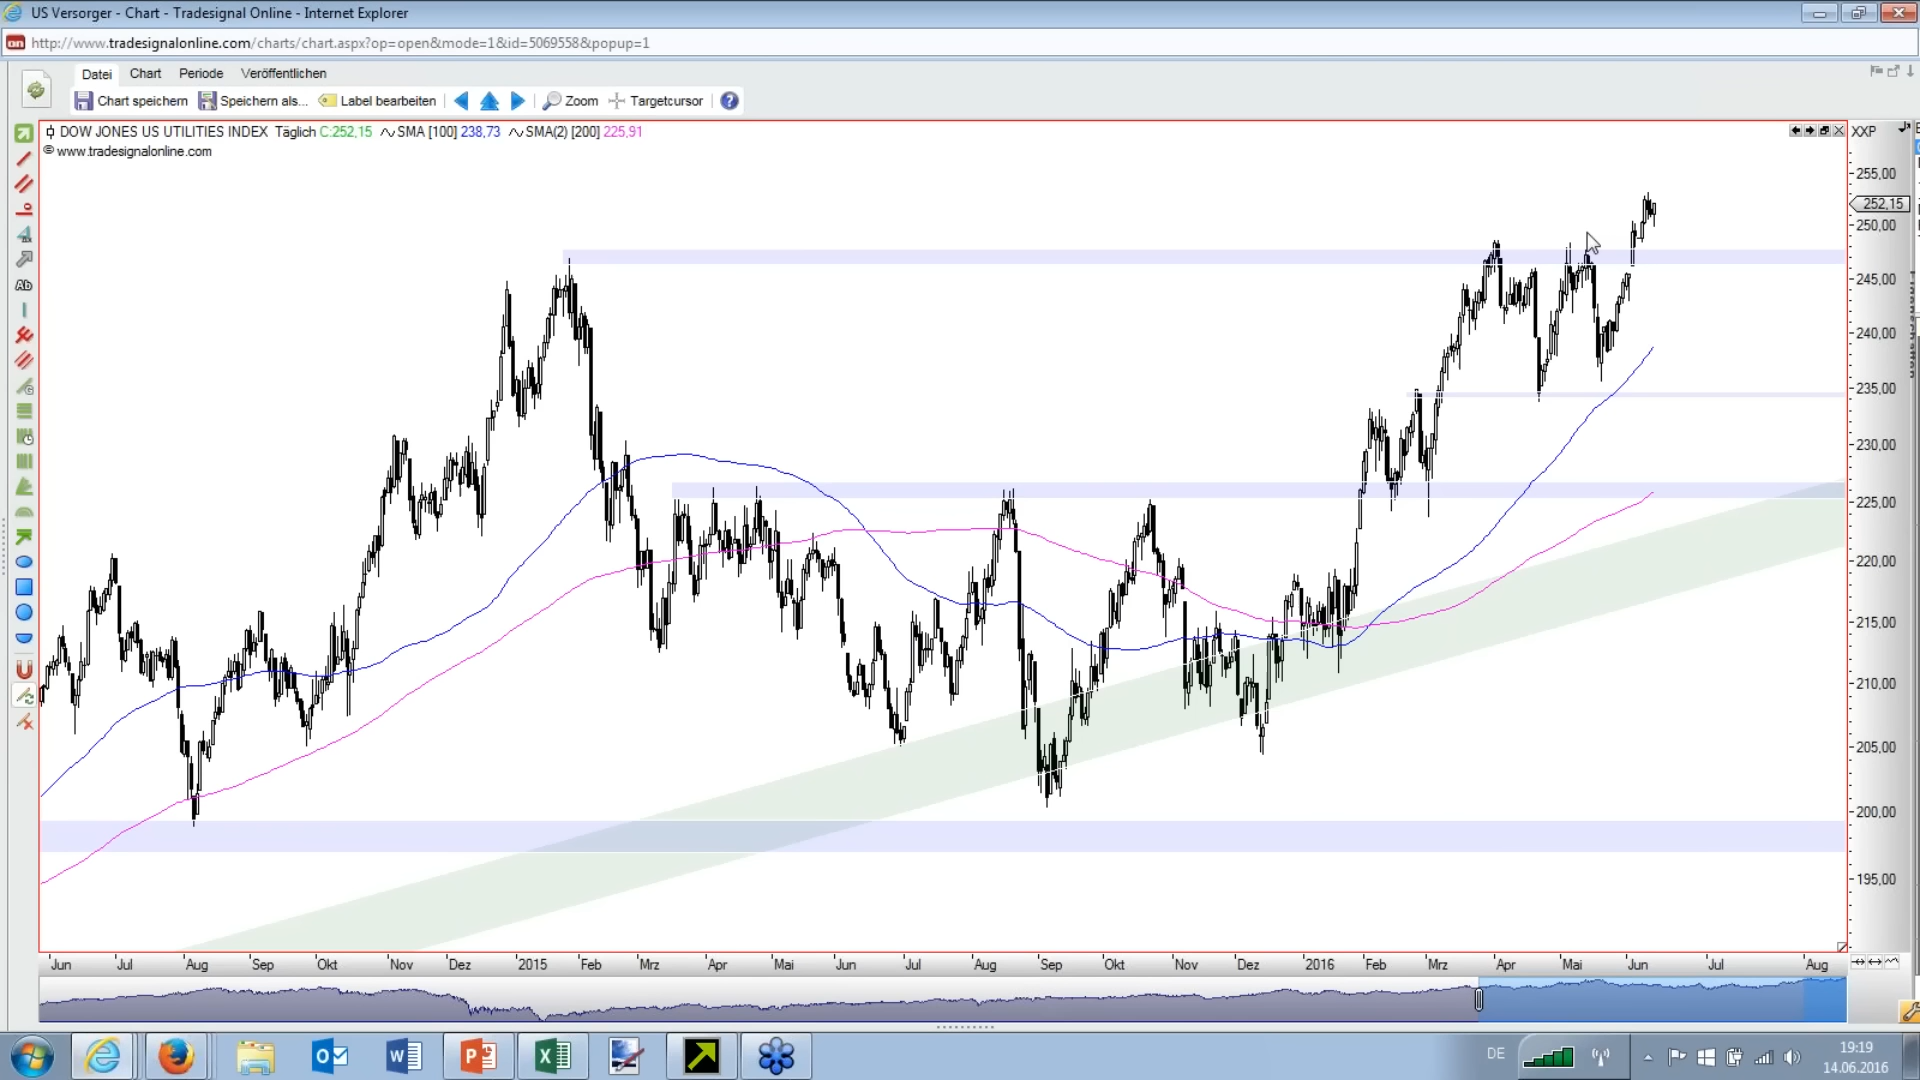 US Versorger - Chart - Tradesignal Online - Internet Explorer
http://www.tradesignalonline.com/charts/chart.aspx?op=open&mode=1&id=5069558&popup=1
Datei Chart Periode Veröffentlichen
Chart speichern Speichern als... Label bearbeiten Zoom Targetcursor ?
DOW JONES US UTILITIES INDEX Täglich C:252,15 SMA [100] 238,73 SMA(2) [200] 225,91
© www.tradesignalonline.com
XXP
Ab
255,00
252,15
250,00
245,00
240,00
235,00
230,00
225,00
220,00
215,00
210,00
205,00
200,00
195,00
Jun Jul Aug Sep Okt Nov Dez 2015 Feb Mrz Apr Mai Jun Jul Aug Sep Okt Nov Dez 2016 Feb Mrz Apr Mai Jun Jul Aug
DE
19:19
14.06.2016